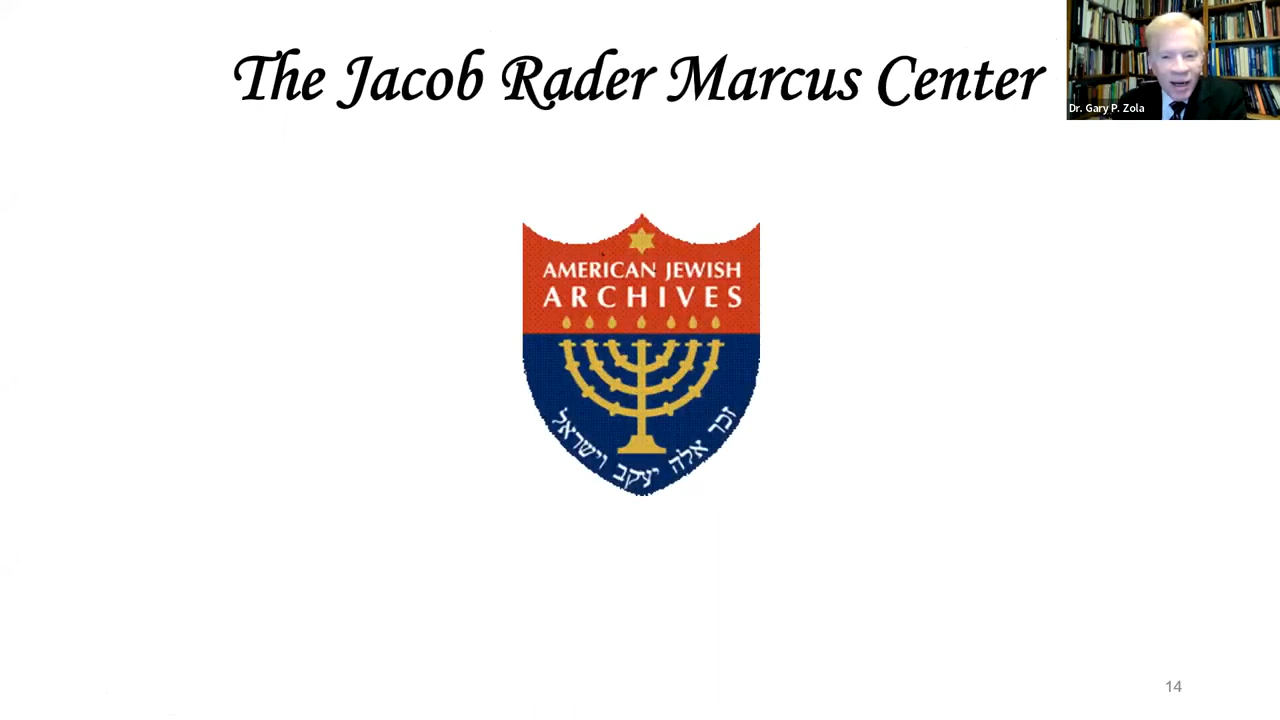 The Jacob Rader Marcus Center
Dr. Gary P. Zola
AMERICAN JEWISH
ARCHIVES
זכר אלה יעקב וישראל
14